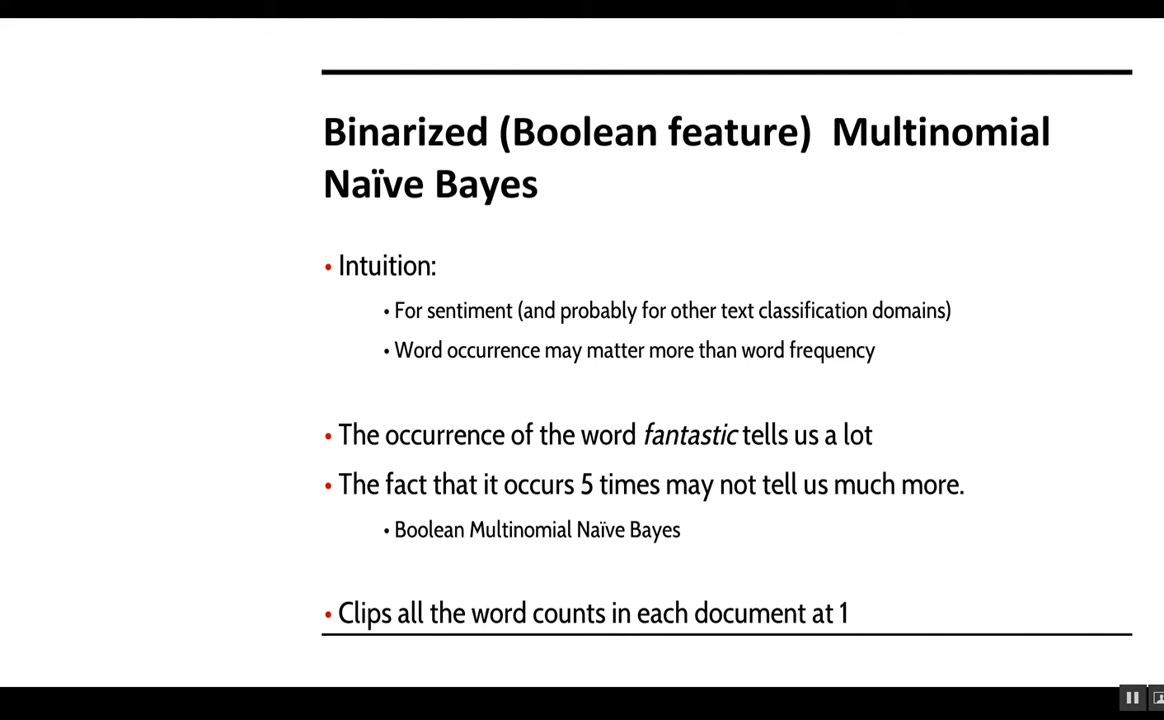 Binarized (Boolean feature) Multinomial
Naïve Bayes
• Intuition:
• For sentiment (and probably for other text classification domains)
• Word occurrence may matter more than word frequency
• The occurrence of the word fantastic tells us a lot
• The fact that it occurs 5 times may not tell us much more.
• Boolean Multinomial Naïve Bayes
• Clips all the word counts in each document at 1